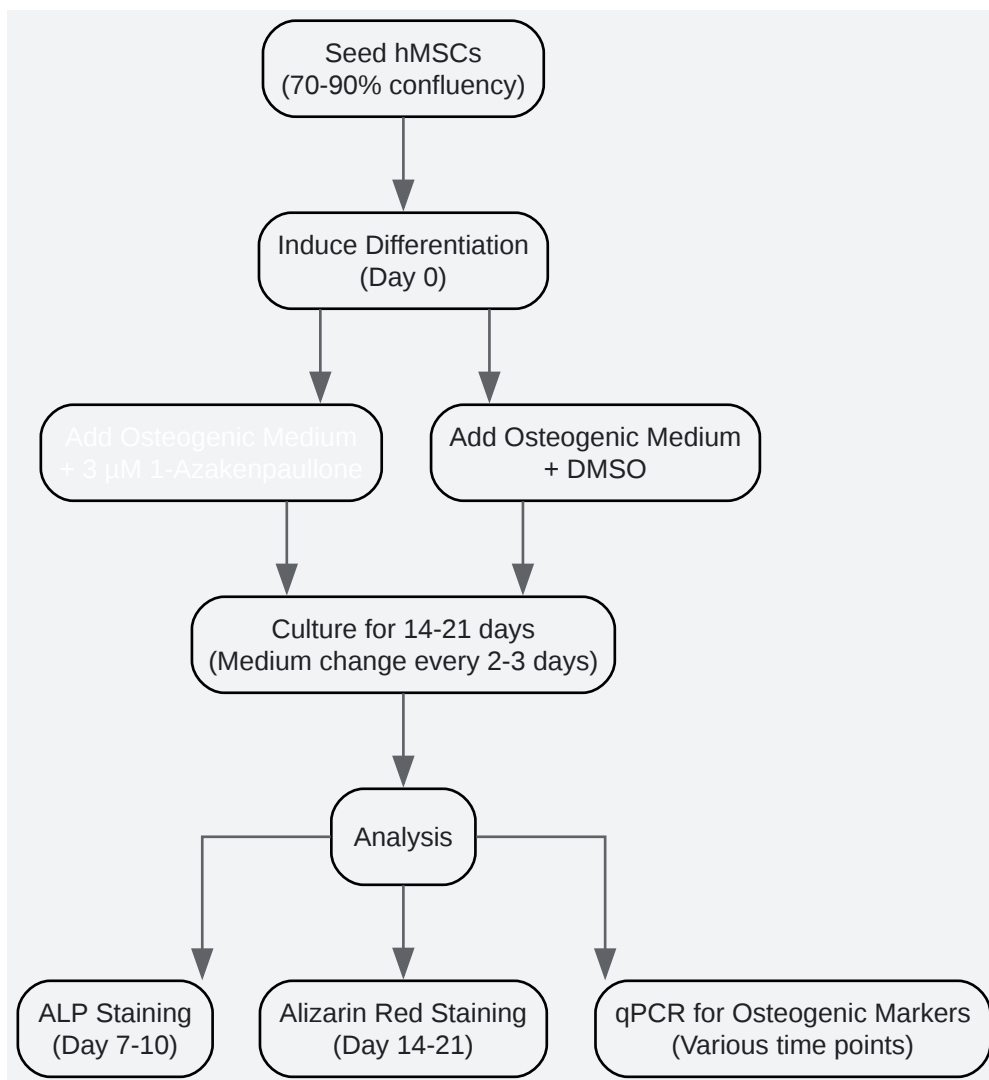 Seed hMSCs
(70-90% confluency)
Induce Differentiation
(Day 0)
Add Osteogenic Medium
+ 3 µM 1-Azakenpaullone
Add Osteogenic Medium
+ DMSO
Culture for 14-21 days
(Medium change every 2-3 days)
Analysis
ALP Staining
(Day 7-10)
Alizarin Red Staining
(Day 14-21)
qPCR for Osteogenic Markers
(Various time points)